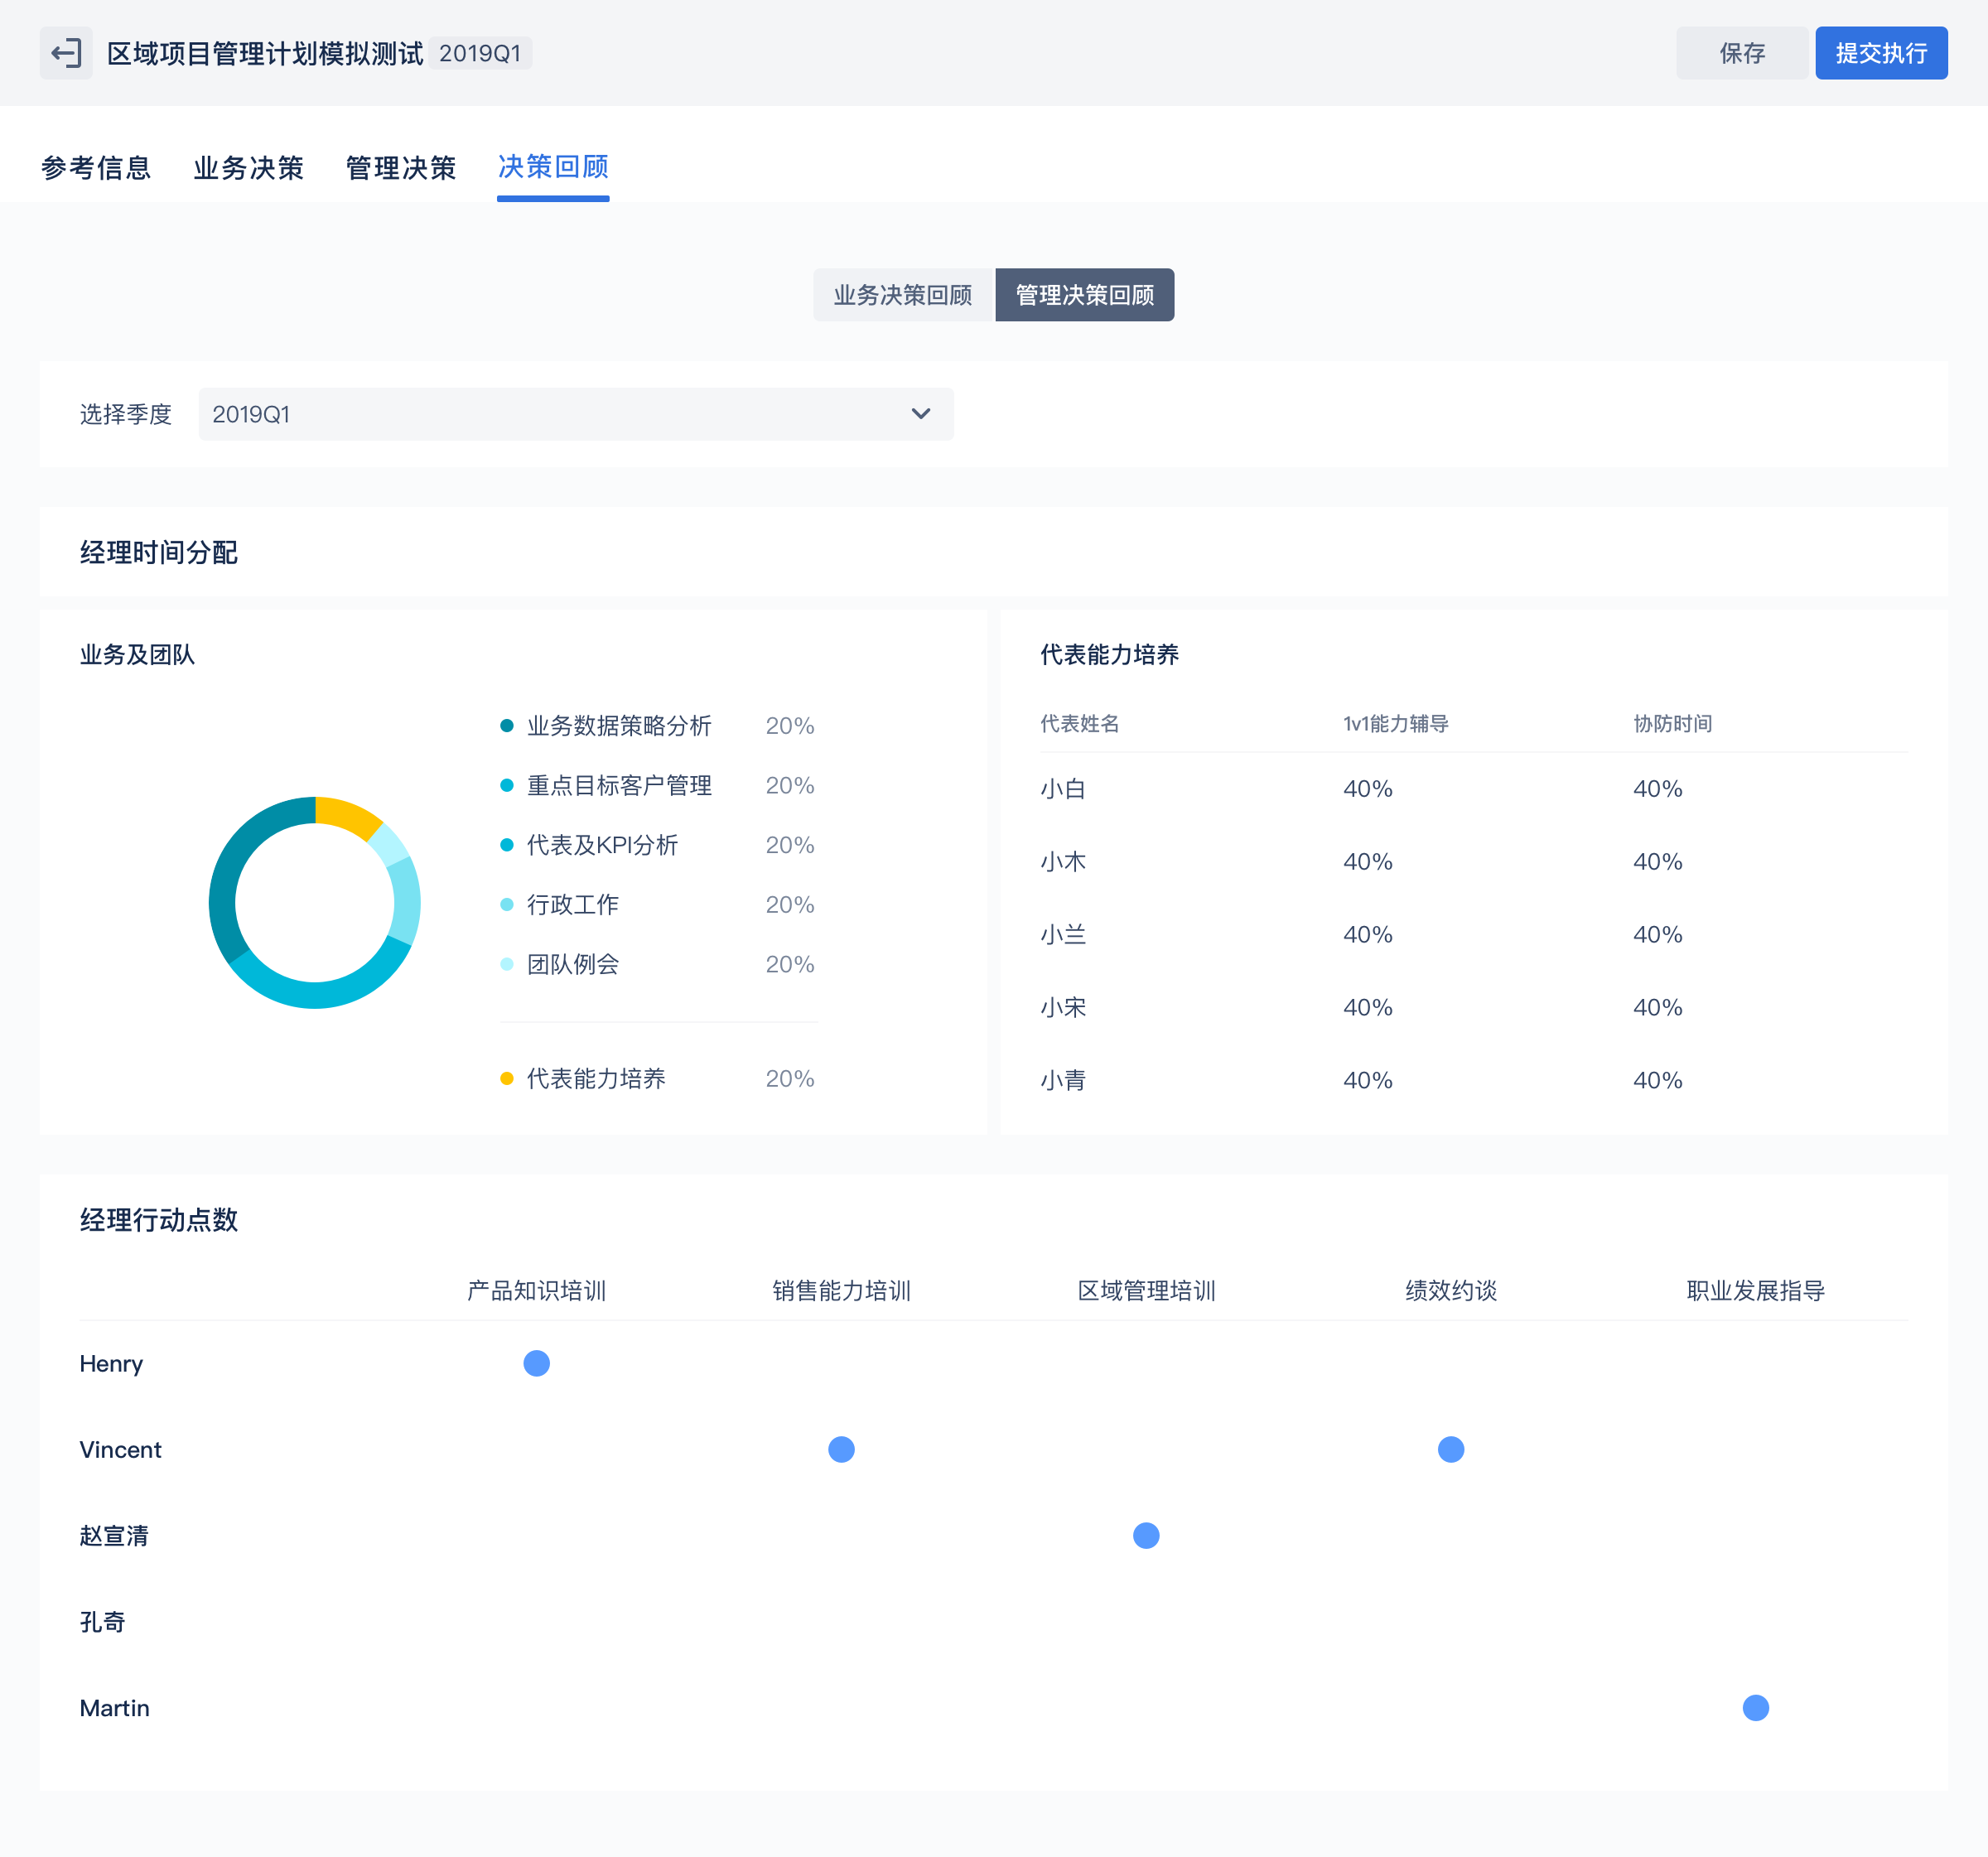 区域项目管理计划模拟测试 2019Q1 保存 提交执行
参考信息 业务决策 管理决策 决策回顾
业务决策回顾 管理决策回顾
选择季度 2019Q1
经理时间分配
业务及团队
业务数据策略分析 20%
重点目标客户管理 20%
代表及KPI分析 20%
行政工作 20%
团队例会 20%
代表能力培养 20%
代表能力培养
代表姓名 1v1能力辅导 协防时间
小白 40% 40%
小木 40% 40%
小兰 40% 40%
小宋 40% 40%
小青 40% 40%
经理行动点数
产品知识培训 销售能力培训 区域管理培训 绩效约谈 职业发展指导
Henry
Vincent
赵宣清
孔奇
Martin